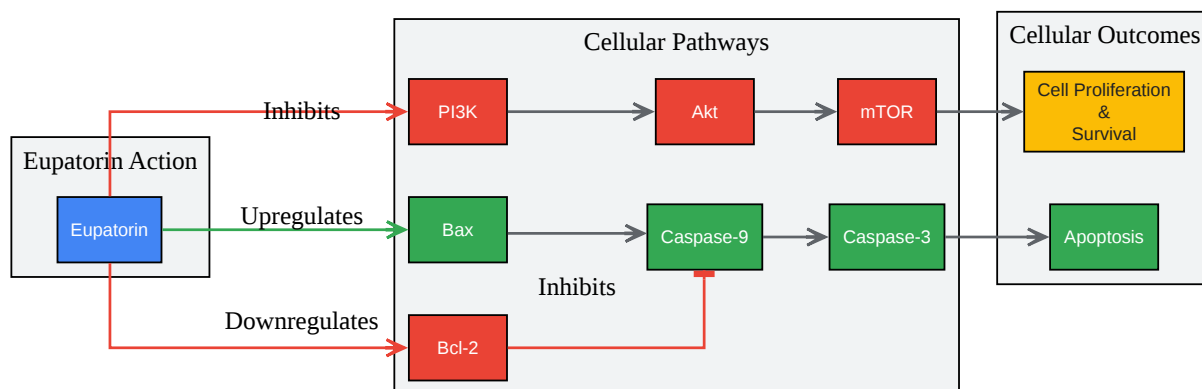 Cellular Pathways
Cellular Outcomes
Inhibits
PI3K
Akt
mTOR
Cell Proliferation
&
Survival
Eupatorin Action
Eupatorin
Upregulates
Bax
Caspase-9
Caspase-3
Apoptosis
Inhibits
Downregulates
Bcl-2